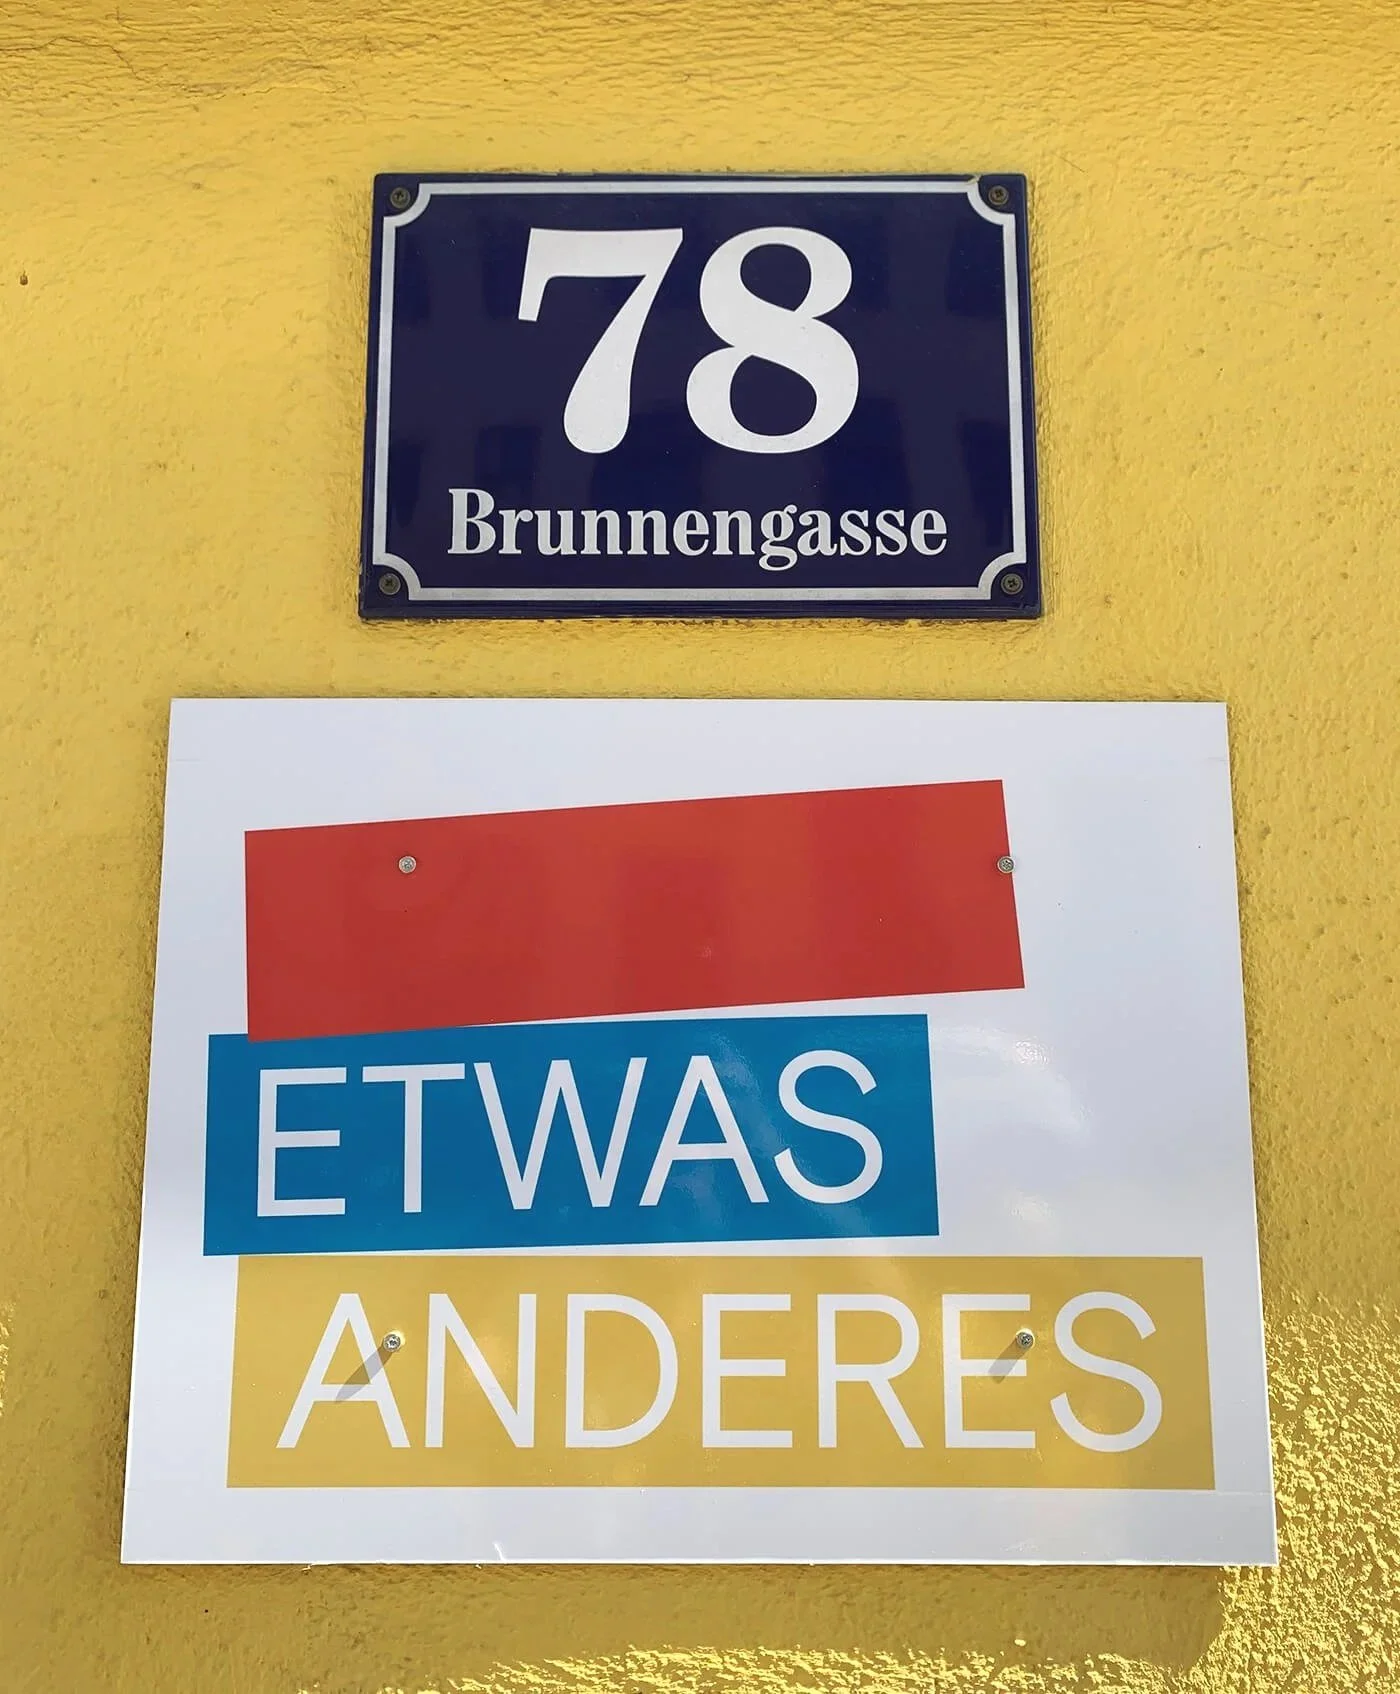 78
Brunnengasse
ETWAS
ANDERES